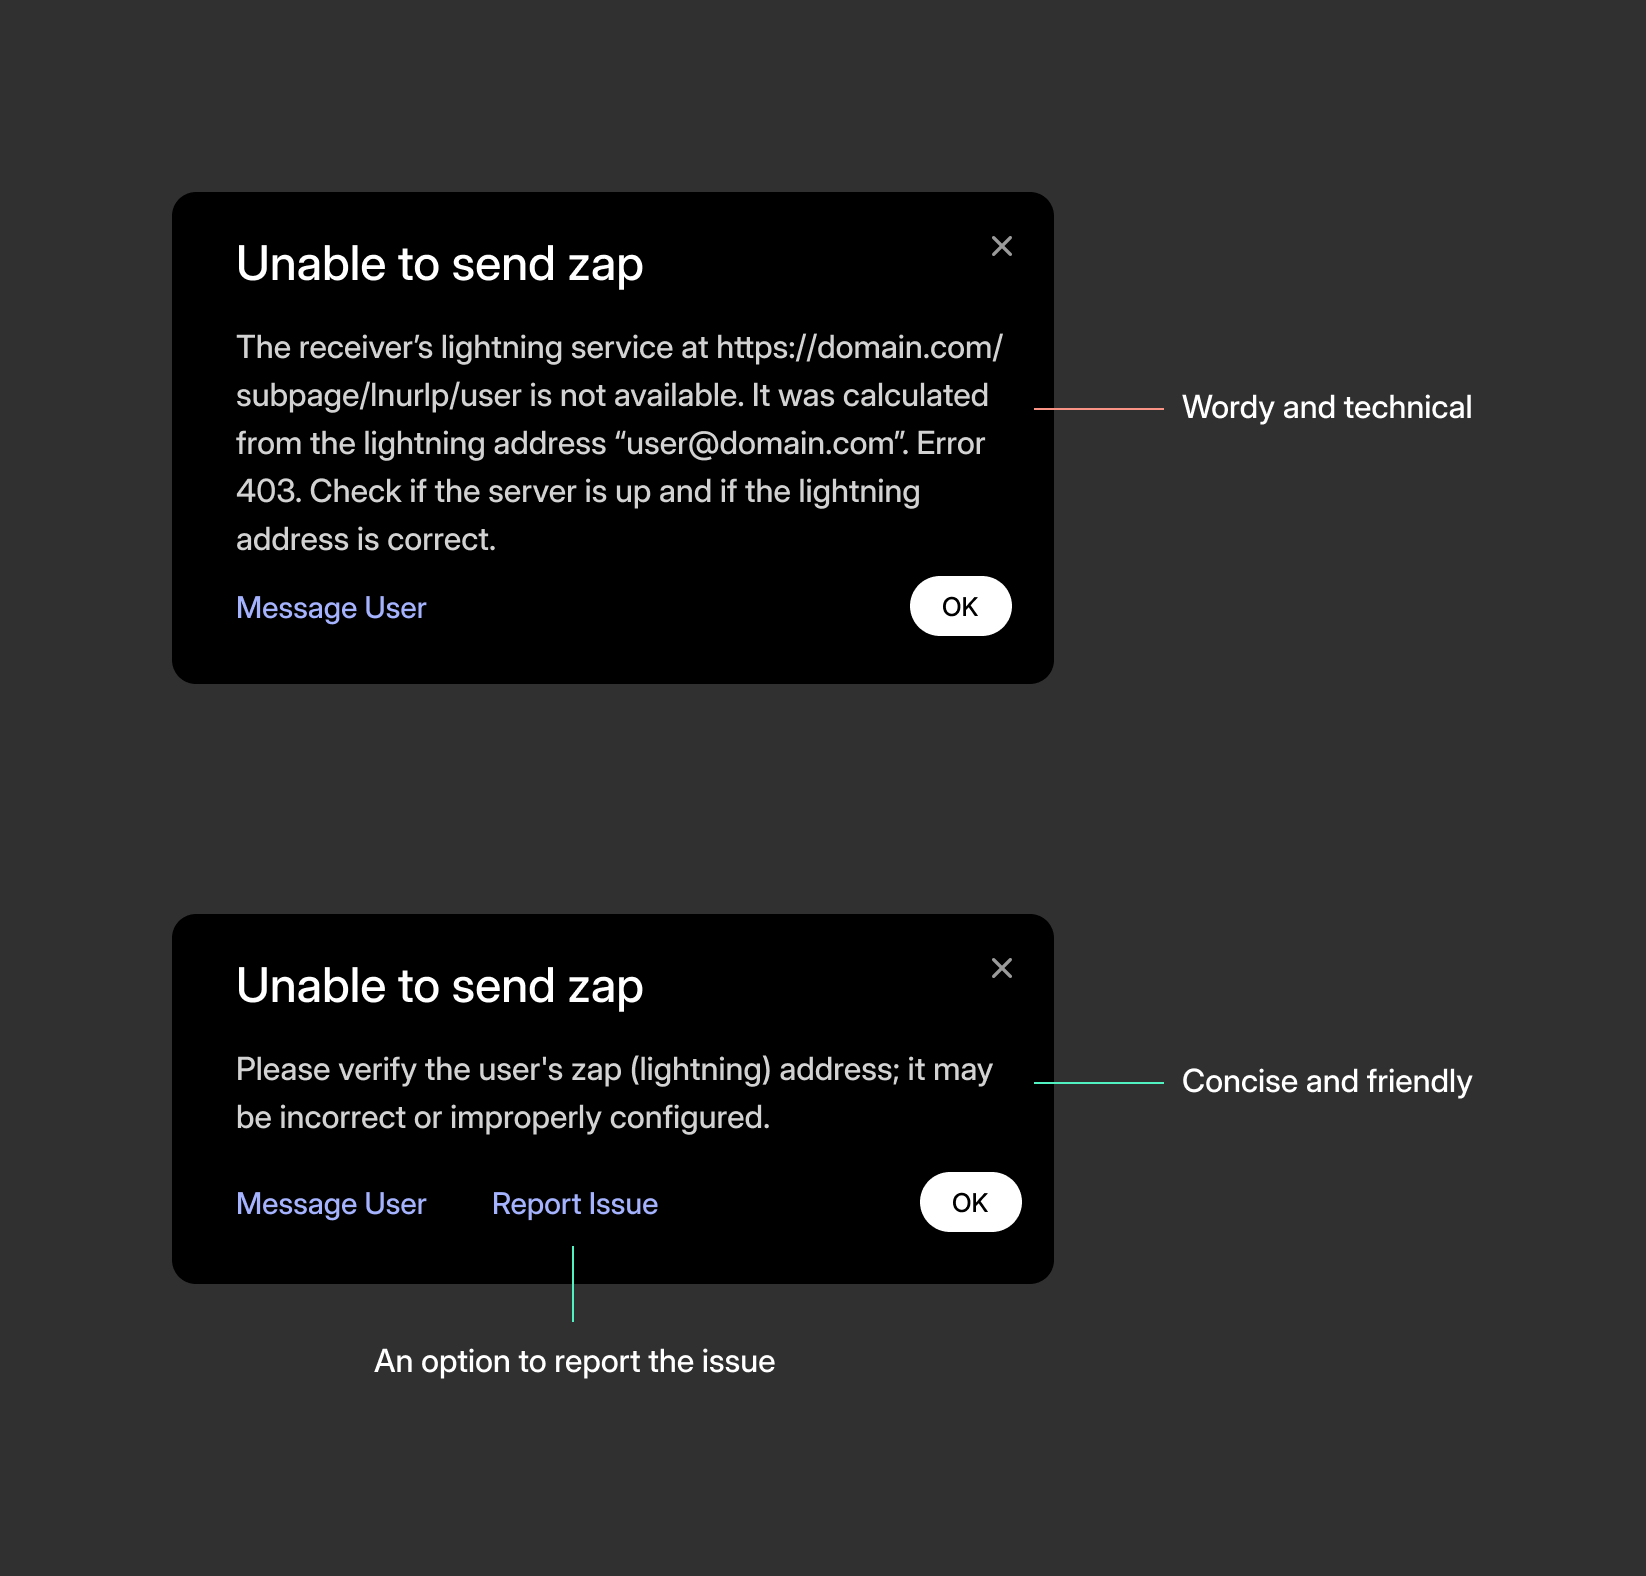 Unable to send zap
The receiver’s lightning service at https://domain.com/
subpage/lnurlp/user is not available. It was calculated
from the lightning address “user@domain.com”. Error
403. Check if the server is up and if the lightning
address is correct.
Message User
OK
Wordy and technical
Unable to send zap
Please verify the user's zap (lightning) address; it may
be incorrect or improperly configured.
Message User
Report Issue
OK
Concise and friendly
An option to report the issue